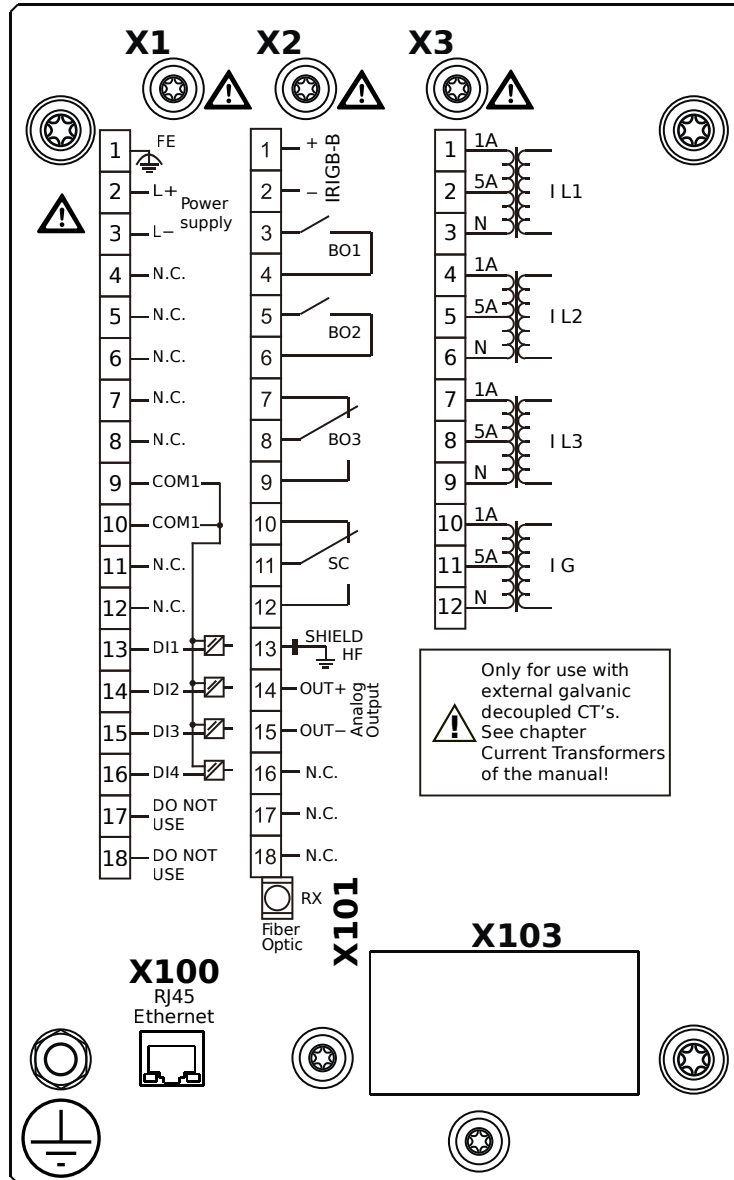 X1
1 FE
2 L+
Power
supply
3 L−
4 N.C.
5 N.C.
6 N.C.
7 N.C.
8 N.C.
9 COM1
10 COM1
11 N.C.
12 N.C.
13 DI1
14 DI2
15 DI3
16 DI4
17 DO NOT
USE
18 DO NOT
USE
X2
1 +
2 −
IRIGB-B
3
BO1
4
5
BO2
6
7
8 BO3
9
10
11 SC
12
13 SHIELD
HF
14 OUT+
15 OUT−
Analog
Output
16 N.C.
17 N.C.
18 N.C.
RX
Fiber
Optic
X101
X3
1 1A
2 5A I L1
3 N
4 1A
5 5A I L2
6 N
7 1A
8 5A I L3
9 N
10 1A
11 5A I G
12 N
Only for use with
external galvanic
decoupled CT's.
See chapter
Current Transformers
of the manual!
X100
RJ45
Ethernet
X103